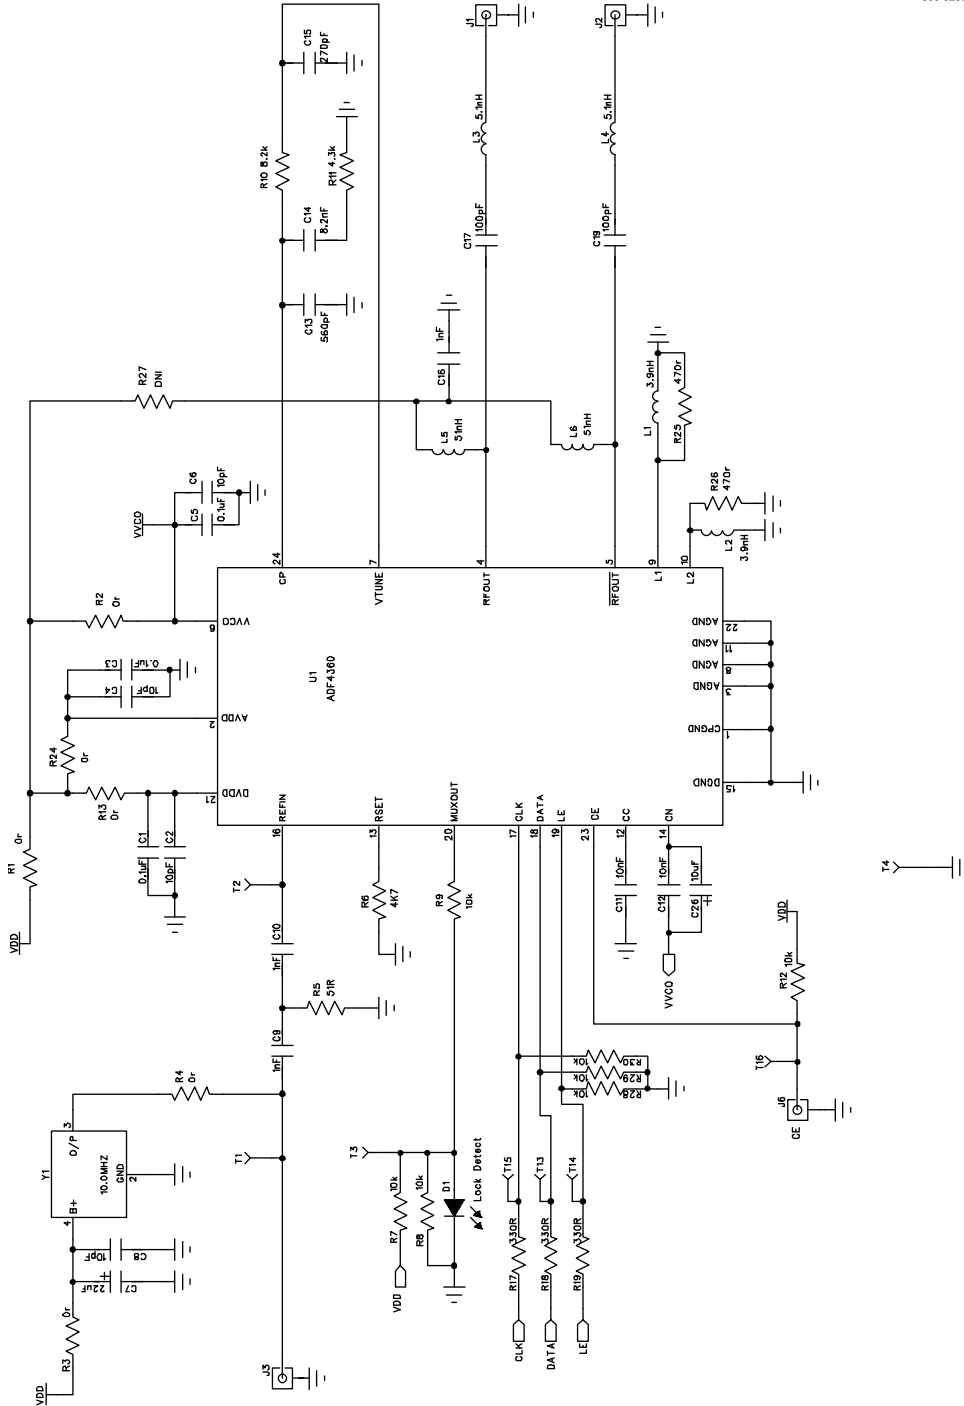 J1
J2
C15
270pF
L3 5.1nH
L4 5.1nH
R10 8.2k
R11 4.3k
C14
8.2nF
C17
100pF
C19
100pF
C13
560pF
C16
1nF
R27
DNI
L5
51nH
L6
51nH
L1
3.9nH
R25
470r
R26
470r
L2
3.9nH
VVCO
C6
10pF
C5
0.1uF
R2
0r
C3
0.1uF
C4
10pF
R24
0r
R13
0r
C1
0.1uF
C2
10pF
R1
0r
VDD
24
CP
7
VTUNE
4
RFOUT
5
RFOUT
9
L1
10
L2
6
VVCO
2
AVDD
21
DVDD
U1
ADF4360
AGND
22
AGND
11
AGND
8
AGND
3
CPGND
1
DGND
15
16
REFIN
13
RSET
20
MUXOUT
17
CLK
18
DATA
19
LE
23
CE
12
CC
14
CN
T2
C10
1nF
R5
51R
C9
1nF
R6
4K7
R9
10k
C11
10nF
C12
10nF
C26
10uF
VVCO
T4
VDD
R12 10k
T16
J6
CE
R30
10k
R29
10k
R28
10k
R4
0r
T1
T3
Y1
3
O/P
10.0MHZ
GND
2
B+
4
C8
10pF
C7
22uF
R3
0r
VDD
J3
R7
10k
R8
10k
VDD
D1
Lock Detect
T15
T13
T14
R17
330R
R18
330R
R19
330R
CLK
DATA
LE